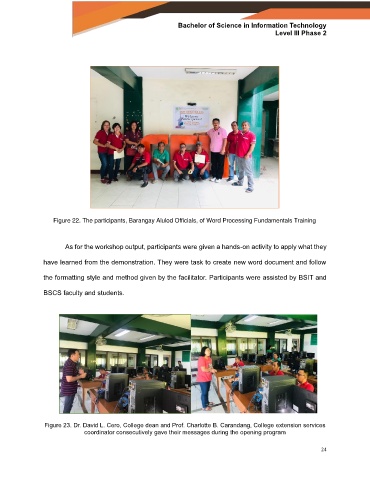 Bachelor of Science in Information Technology
Level III Phase 2
Figure 22. The participants, Barangay Alulod Officials, of Word Processing Fundamentals Training
As for the workshop output, participants were given a hands-on activity to apply what they
have learned from the demonstration. They were task to create new word document and follow
the formatting style and method given by the facilitator. Participants were assisted by BSIT and
BSCS faculty and students.
Figure 23. Dr. David L. Cero, College dean and Prof. Charlotte B. Carandang, College extension services
coordinator consecutively gave their messages during the opening program
24